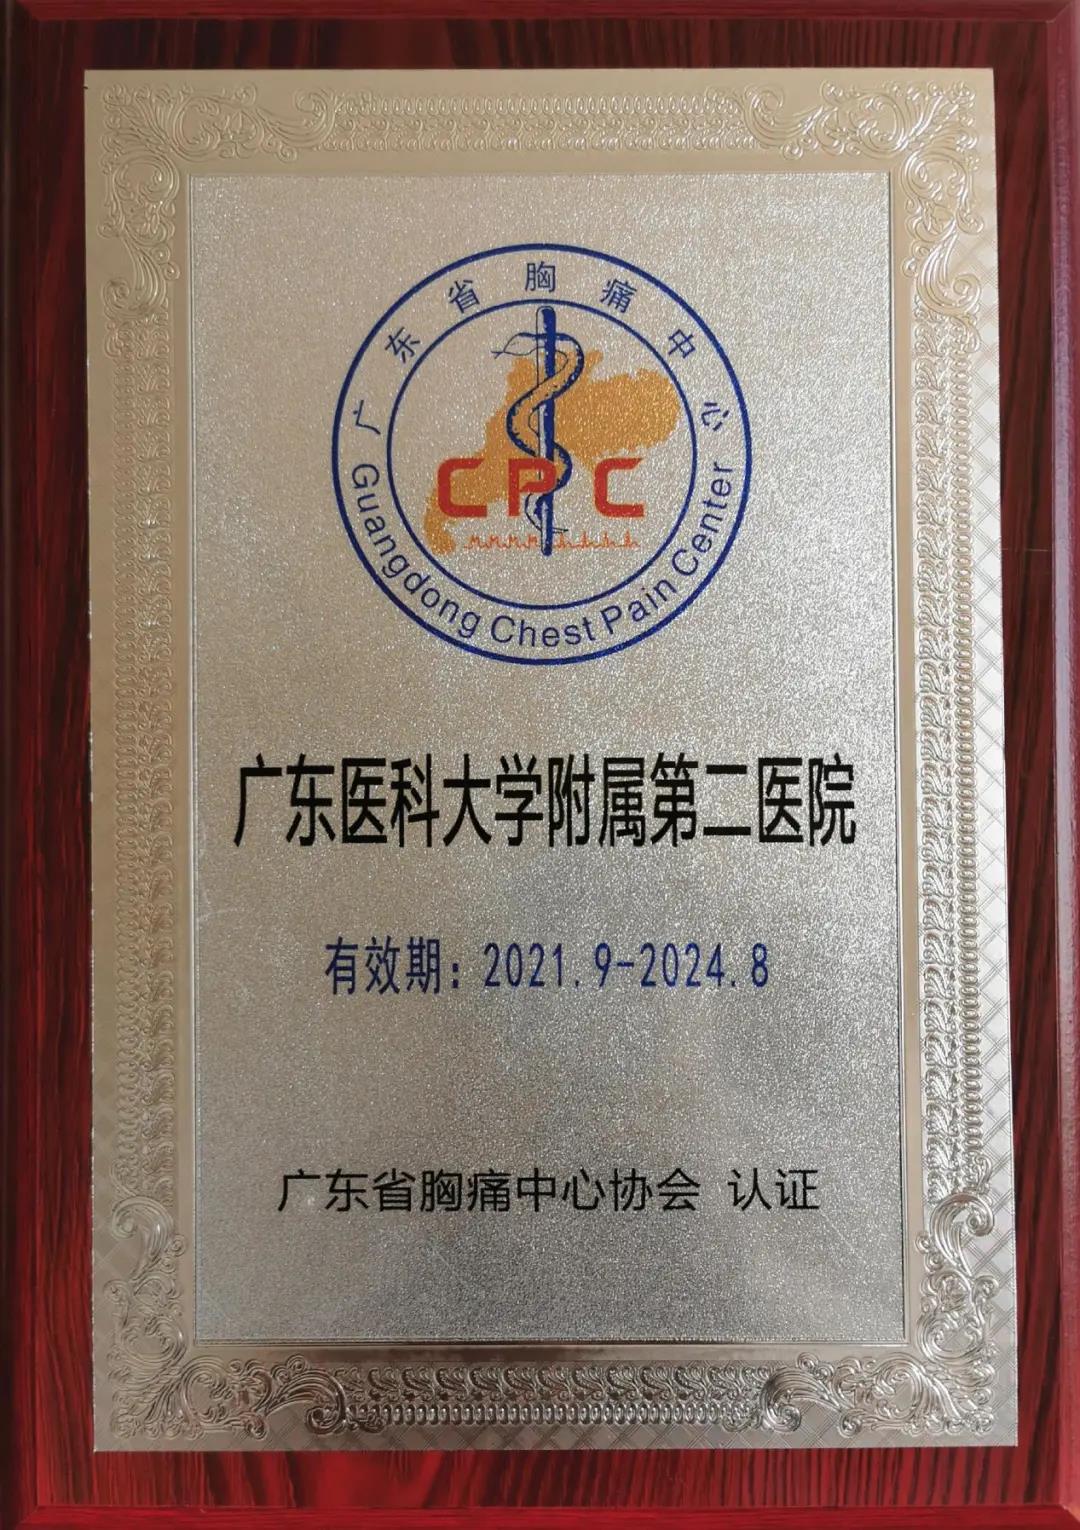 广东省胸痛中心
CPC
Guangdong Chest Pain Center
广东医科大学附属第二医院
有效期：2021.9-2024.8
广东省胸痛中心协会 认证